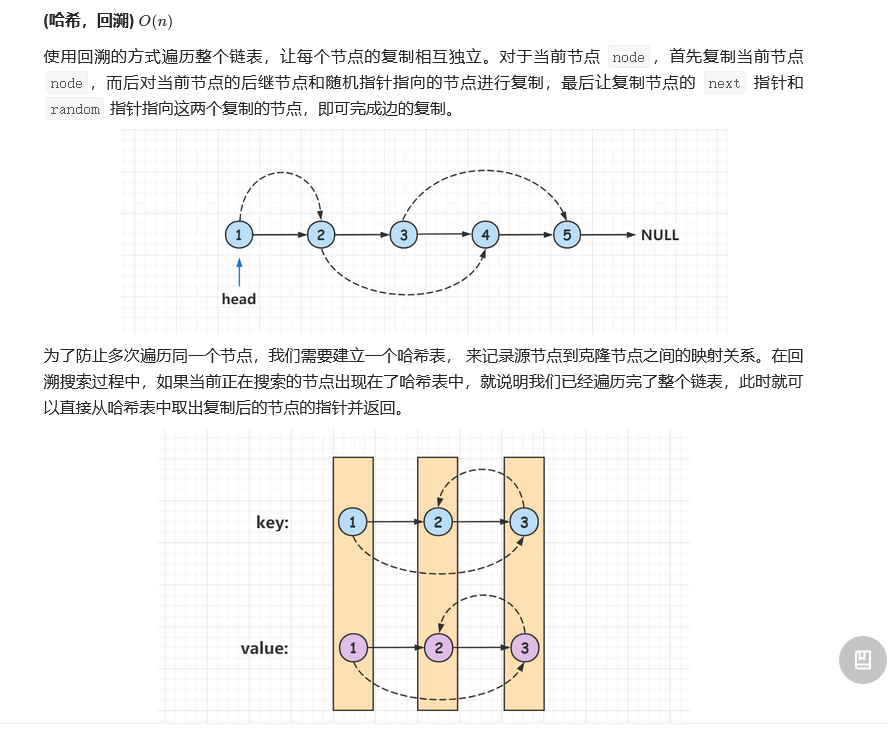 (哈希，回溯) O(n)
使用回溯的方式遍历整个链表，让每个节点的复制相互独立。对于当前节点 node ，首先复制当前节点
node ，而后对当前节点的后继节点和随机指针指向的节点进行复制，最后让复制节点的 next 指针和
random 指针指向这两个复制的节点，即可完成边的复制。
1 2 3 4 5 NULL
head
为了防止多次遍历同一个节点，我们需要建立一个哈希表， 来记录源节点到克隆节点之间的映射关系。在回
溯搜索过程中，如果当前正在搜索的节点出现在了哈希表中，就说明我们已经遍历完了整个链表，此时就可
以直接从哈希表中取出复制后的节点的指针并返回。
key: 1 2 3
value: 1 2 3